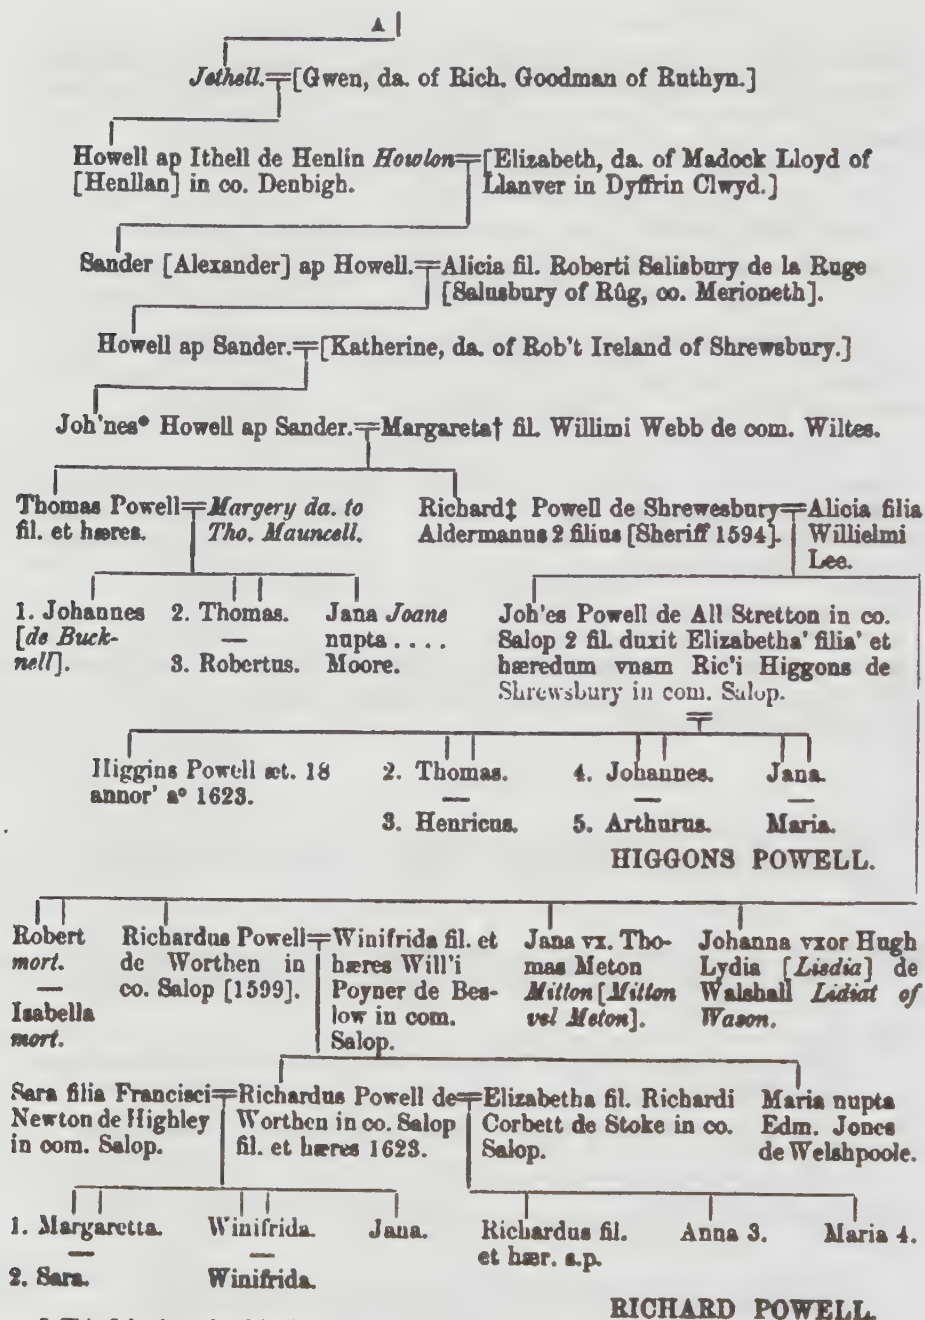 A
Jethell.=[Gwen, da. of Rich. Goodman of Ruthyn.]
Howell ap Ithell de Henlin Howlon=[Elizabeth, da. of Madock Lloyd of
[Henllan] in co. Denbigh. Llanver in Dyffrin Clwyd.]
Sander [Alexander] ap Howell.=Alicia fil. Roberti Salisbury de la Ruge
[Salusbury of Rûg, co. Merioneth].
Howell ap Sander.=[Katherine, da. of Rob't Ireland of Shrewsbury.]
Joh'nes* Howell ap Sander.=Margareta† fil. Willimi Webb de com. Wiltes.
Thomas Powell=Margery da. to Richard‡ Powell de Shrewesbury=Alicia filia
fil. et hæres. Tho. Mauncell. Aldermanus 2 filius [Sheriff 1594]. Willielmi
Lee.
1. Johannes 2. Thomas. Jana Joane Joh'es Powell de All Stretton in co.
[de Buck- — nupta .... Salop 2 fil. duxit Elizabetha' filia' et
nell]. 3. Robertus. Moore. hæredum vnam Ric'i Higgons de
Shrewsbury in com. Salop.
=
Higgins Powell æt. 18 2. Thomas. 4. Johannes. Jana.
annor' aº 1623. — — —
3. Henricus. 5. Arthurus. Maria.
HIGGONS POWELL.
Robert Richardus Powell=Winifrida fil. et Jana vx. Tho- Johanna vxor Hugh
mort. de Worthen in hæres Will'i mas Meton Lydia [Lisdia] de
— co. Salop [1599]. Poyner de Bes- Mitton [Mitton Walshall Lidiat of
Isabella low in com. vel Meton]. Wason.
mort. Salop.
Sara filia Francisci=Richardus Powell de=Elizabetha fil. Richardi Maria nupta
Newton de Highley Worthen in co. Salop Corbett de Stoke in co. Edm. Jones
in com. Salop. fil. et hæres 1623. Salop. de Welshpoole.
1. Margaretta. Winifrida. Jana. Richardus fil. Anna 3. Maria 4.
— — et hær. s.p.
2. Sara. Winifrida.
RICHARD POWELL.